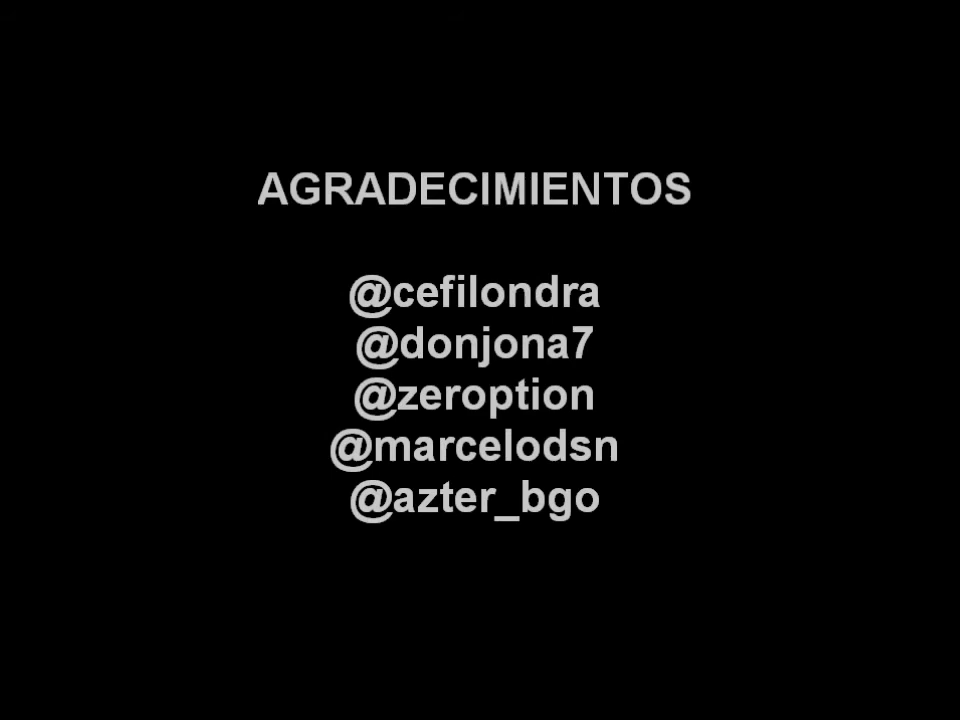 AGRADECIMIENTOS
@cefilondra
@donjona7
@zeroption
@marcelodsn
@azter_bgo